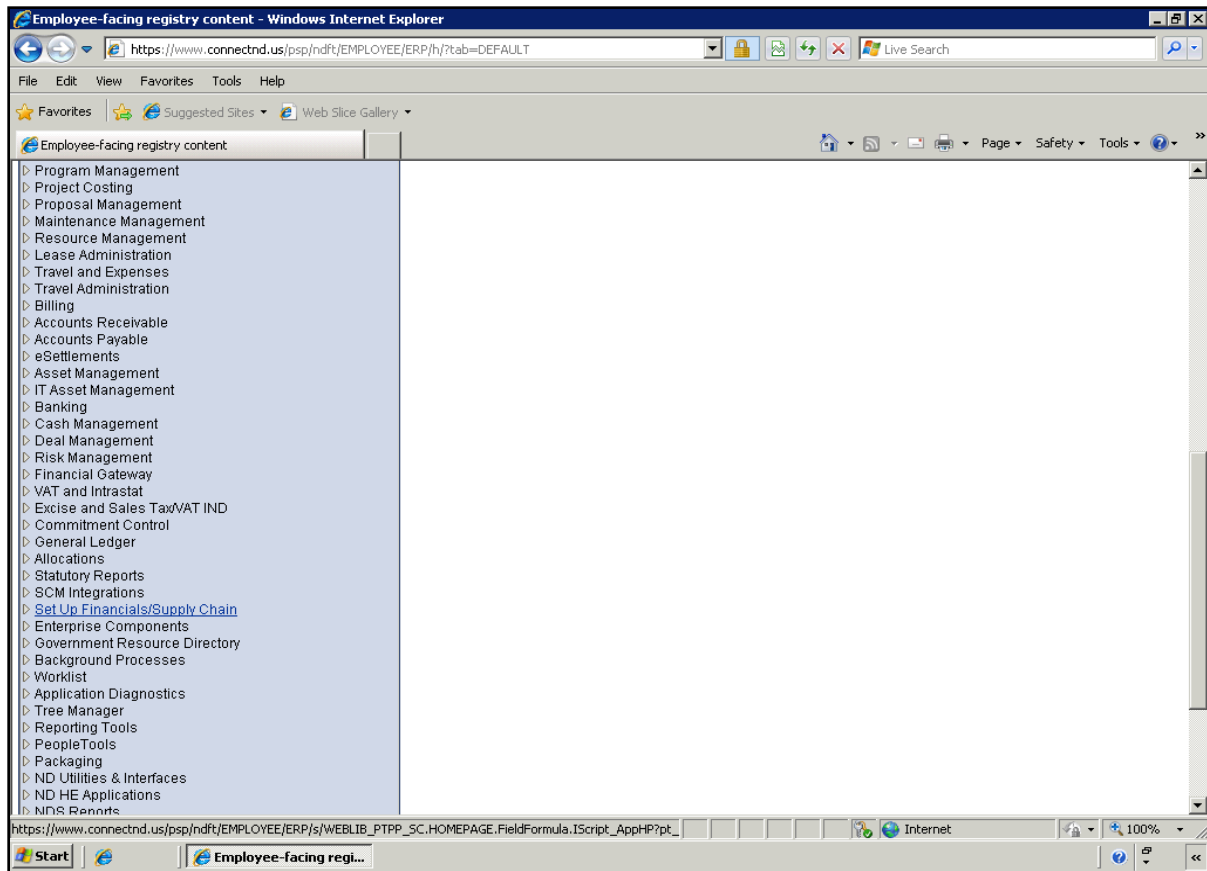 Employee-facing registry content - Windows Internet Explorer
https://www.connectnd.us/psp/ndft/EMPLOYEE/ERP/h/?tab=DEFAULT
Live Search
File Edit View Favorites Tools Help
Favorites Suggested Sites Web Slice Gallery
Employee-facing registry content
Page Safety Tools
Program Management
Project Costing
Proposal Management
Maintenance Management
Resource Management
Lease Administration
Travel and Expenses
Travel Administration
Billing
Accounts Receivable
Accounts Payable
eSettlements
Asset Management
IT Asset Management
Banking
Cash Management
Deal Management
Risk Management
Financial Gateway
VAT and Intrastat
Excise and Sales Tax/VAT IND
Commitment Control
General Ledger
Allocations
Statutory Reports
SCM Integrations
Set Up Financials/Supply Chain
Enterprise Components
Government Resource Directory
Background Processes
Worklist
Application Diagnostics
Tree Manager
Reporting Tools
PeopleTools
Packaging
ND Utilities & Interfaces
ND HE Applications
NDS Reports
https://www.connectnd.us/psp/ndft/EMPLOYEE/ERP/s/WEBLIB_PTPP_SC.HOMEPAGE.FieldFormula.IScript_AppHP?pt_
Internet
100%
Start
Employee-facing regi...